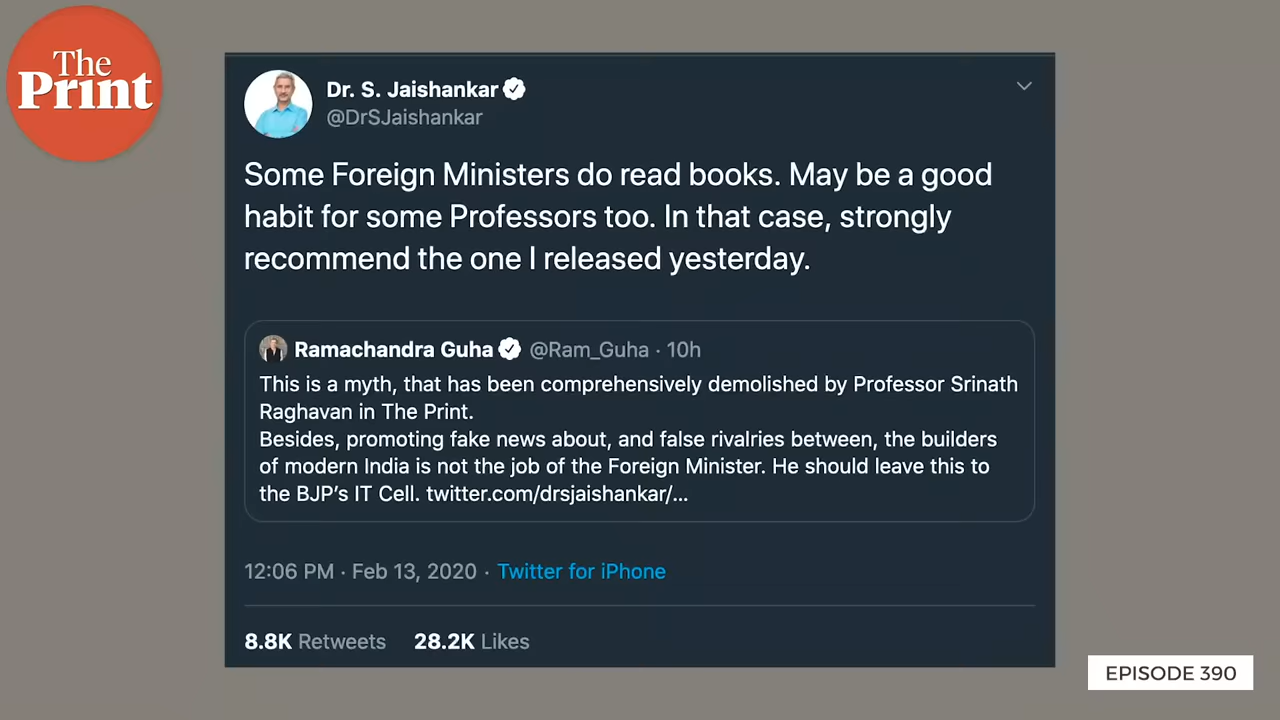 The
Print
Dr. S. Jaishankar
@DrSJaishankar
Some Foreign Ministers do read books. May be a good
habit for some Professors too. In that case, strongly
recommend the one I released yesterday.
Ramachandra Guha @Ram_Guha · 10h
This is a myth, that has been comprehensively demolished by Professor Srinath
Raghavan in The Print.
Besides, promoting fake news about, and false rivalries between, the builders
of modern India is not the job of the Foreign Minister. He should leave this to
the BJP’s IT Cell. twitter.com/drsjaishankar/...
12:06 PM · Feb 13, 2020 · Twitter for iPhone
8.8K Retweets 28.2K Likes
EPISODE 390